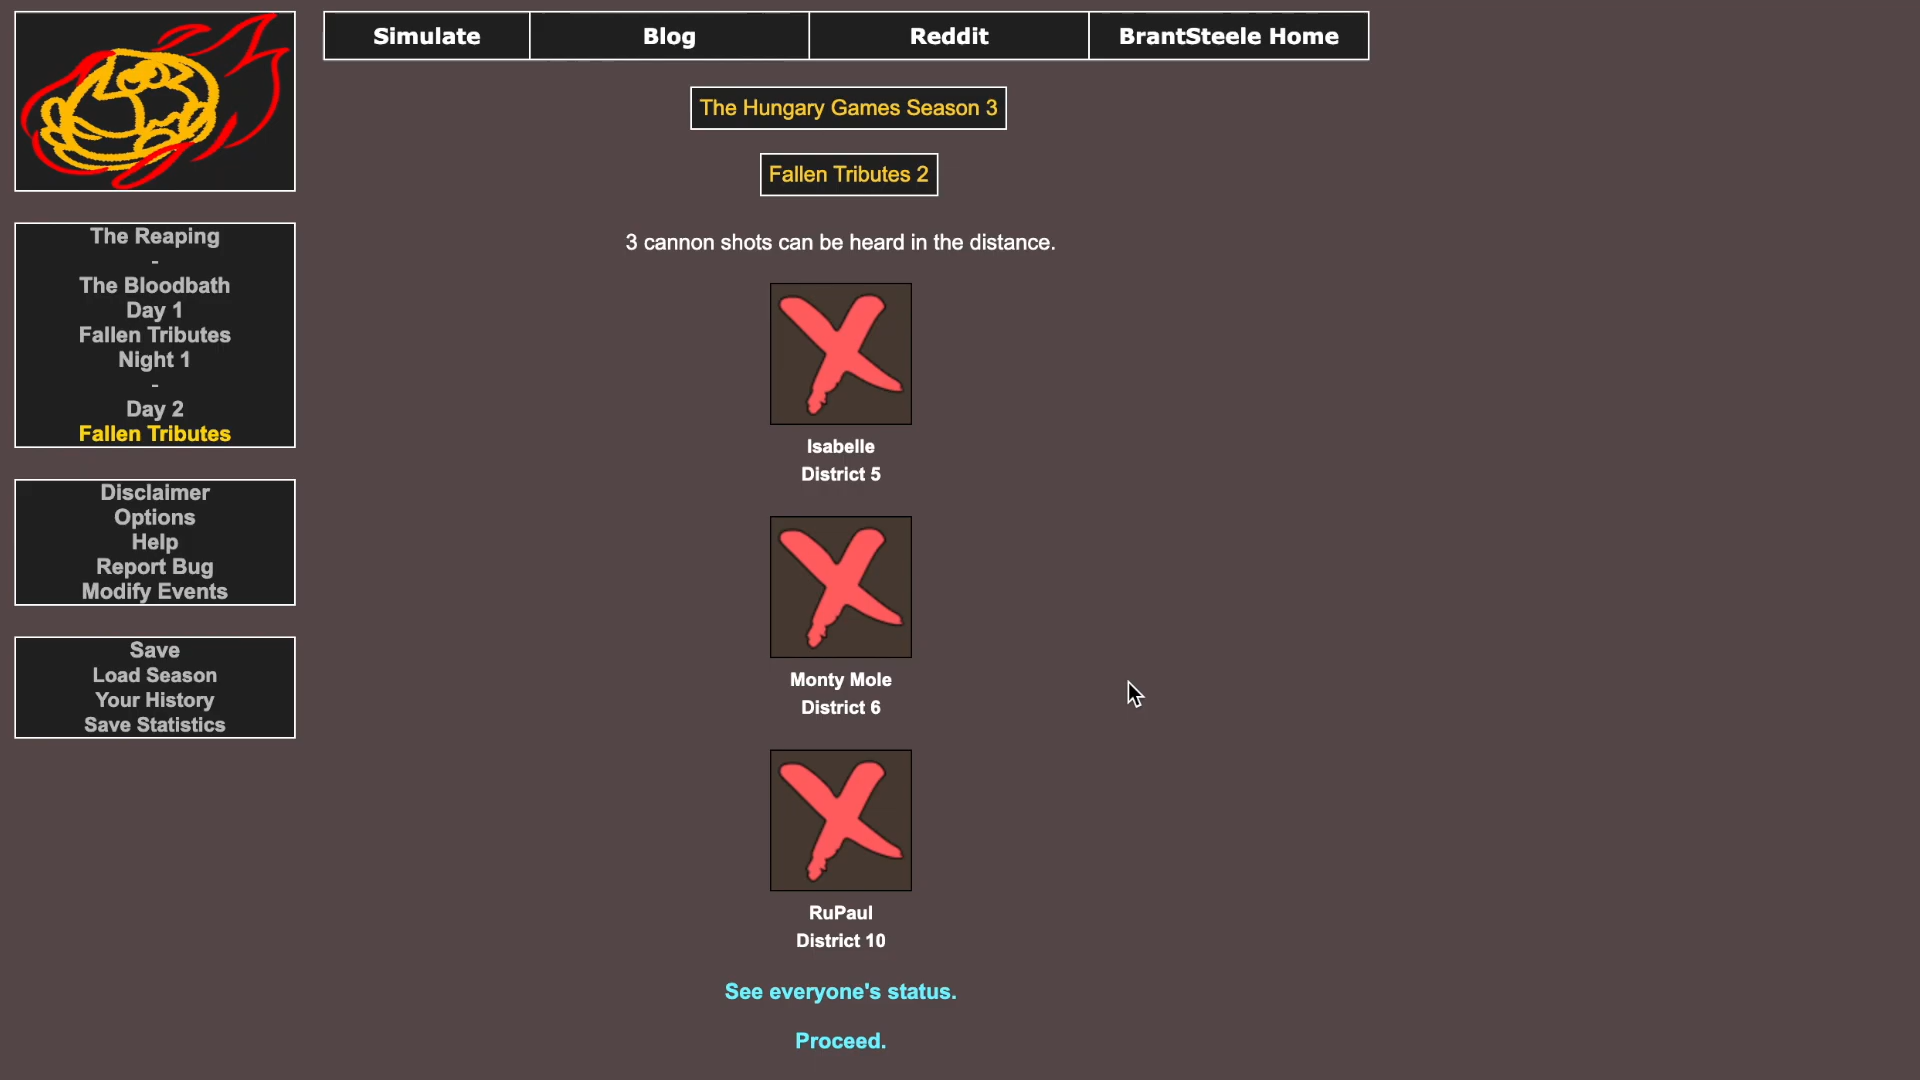 Simulate
Blog
Reddit
BrantSteele Home
The Hungary Games Season 3
Fallen Tributes 2
3 cannon shots can be heard in the distance.
Isabelle
District 5
Monty Mole
District 6
RuPaul
District 10
See everyone's status.
Proceed.
The Reaping
-
The Bloodbath
Day 1
Fallen Tributes
Night 1
-
Day 2
Fallen Tributes
Disclaimer
Options
Help
Report Bug
Modify Events
Save
Load Season
Your History
Save Statistics